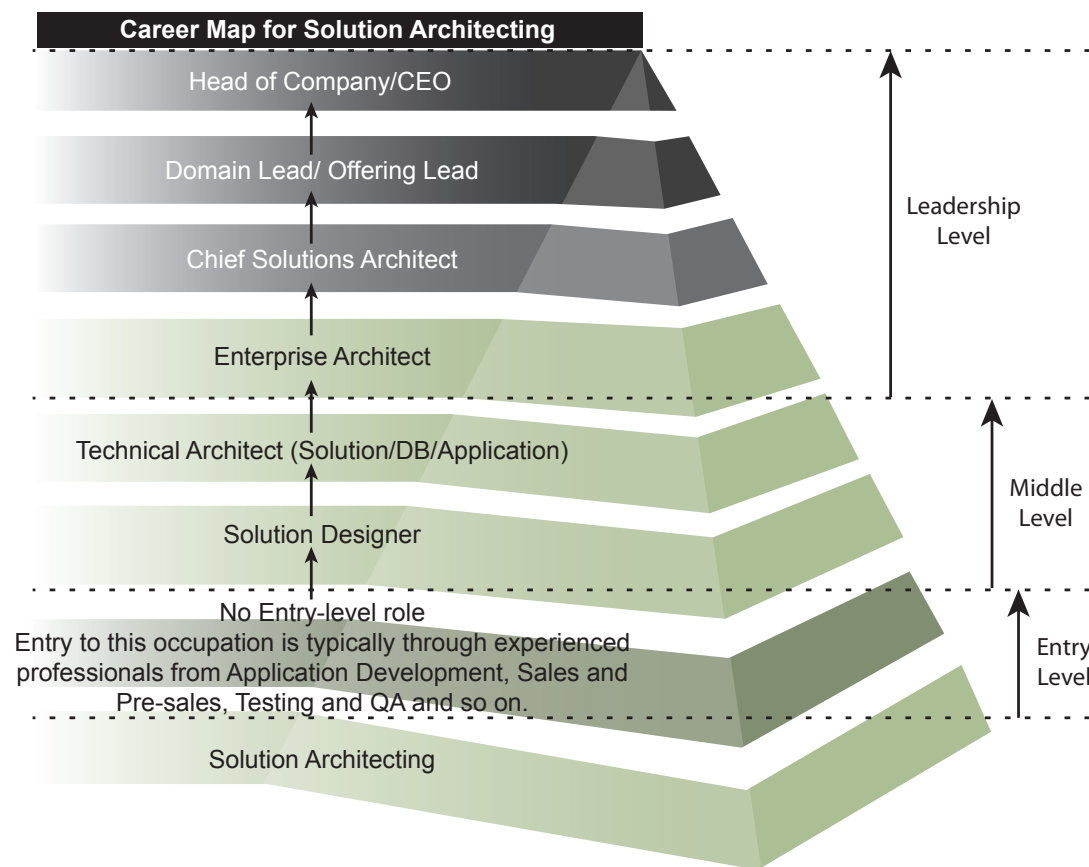 Career Map for Solution Architecting
Head of Company/CEO
Domain Lead/ Offering Lead
Chief Solutions Architect
Enterprise Architect
Technical Architect (Solution/DB/Application)
Solution Designer
No Entry-level role
Entry to this occupation is typically through experienced
professionals from Application Development, Sales and
Pre-sales, Testing and QA and so on.
Solution Architecting
Leadership
Level
Middle
Level
Entry
Level